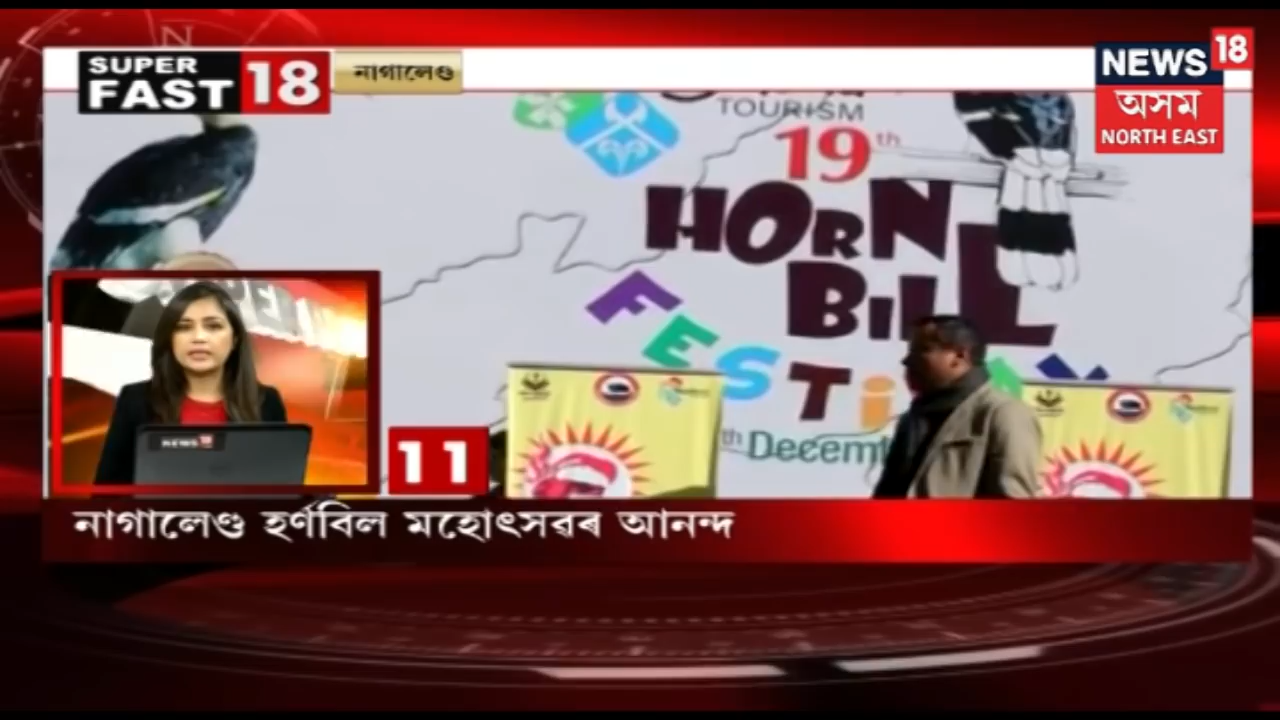 SUPER
FAST 18
নাগালেণ্ড
NEWS 18
অসম
NORTH EAST
TOURISM
19th
HORN
BILL
FESTI
Decem
NEWS 18
11
নাগালেণ্ড হৰ্ণবিল মহোৎসৱৰ আনন্দ